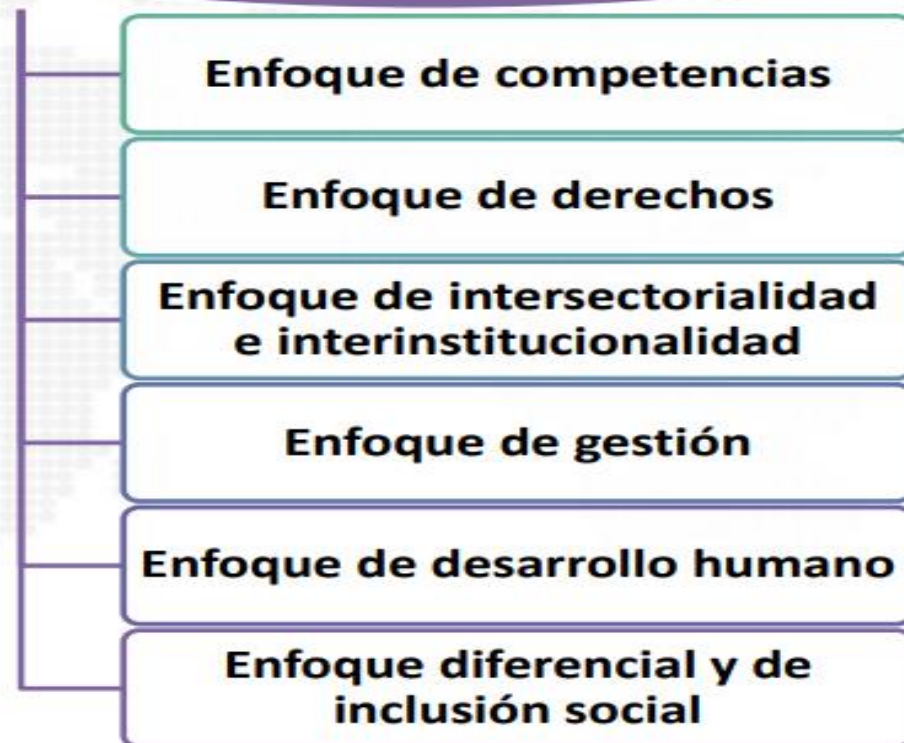 Enfoque de competencias
Enfoque de derechos
Enfoque de intersectorialidad
e interinstitucionalidad
Enfoque de gestión
Enfoque de desarrollo humano
Enfoque diferencial y de
inclusión social